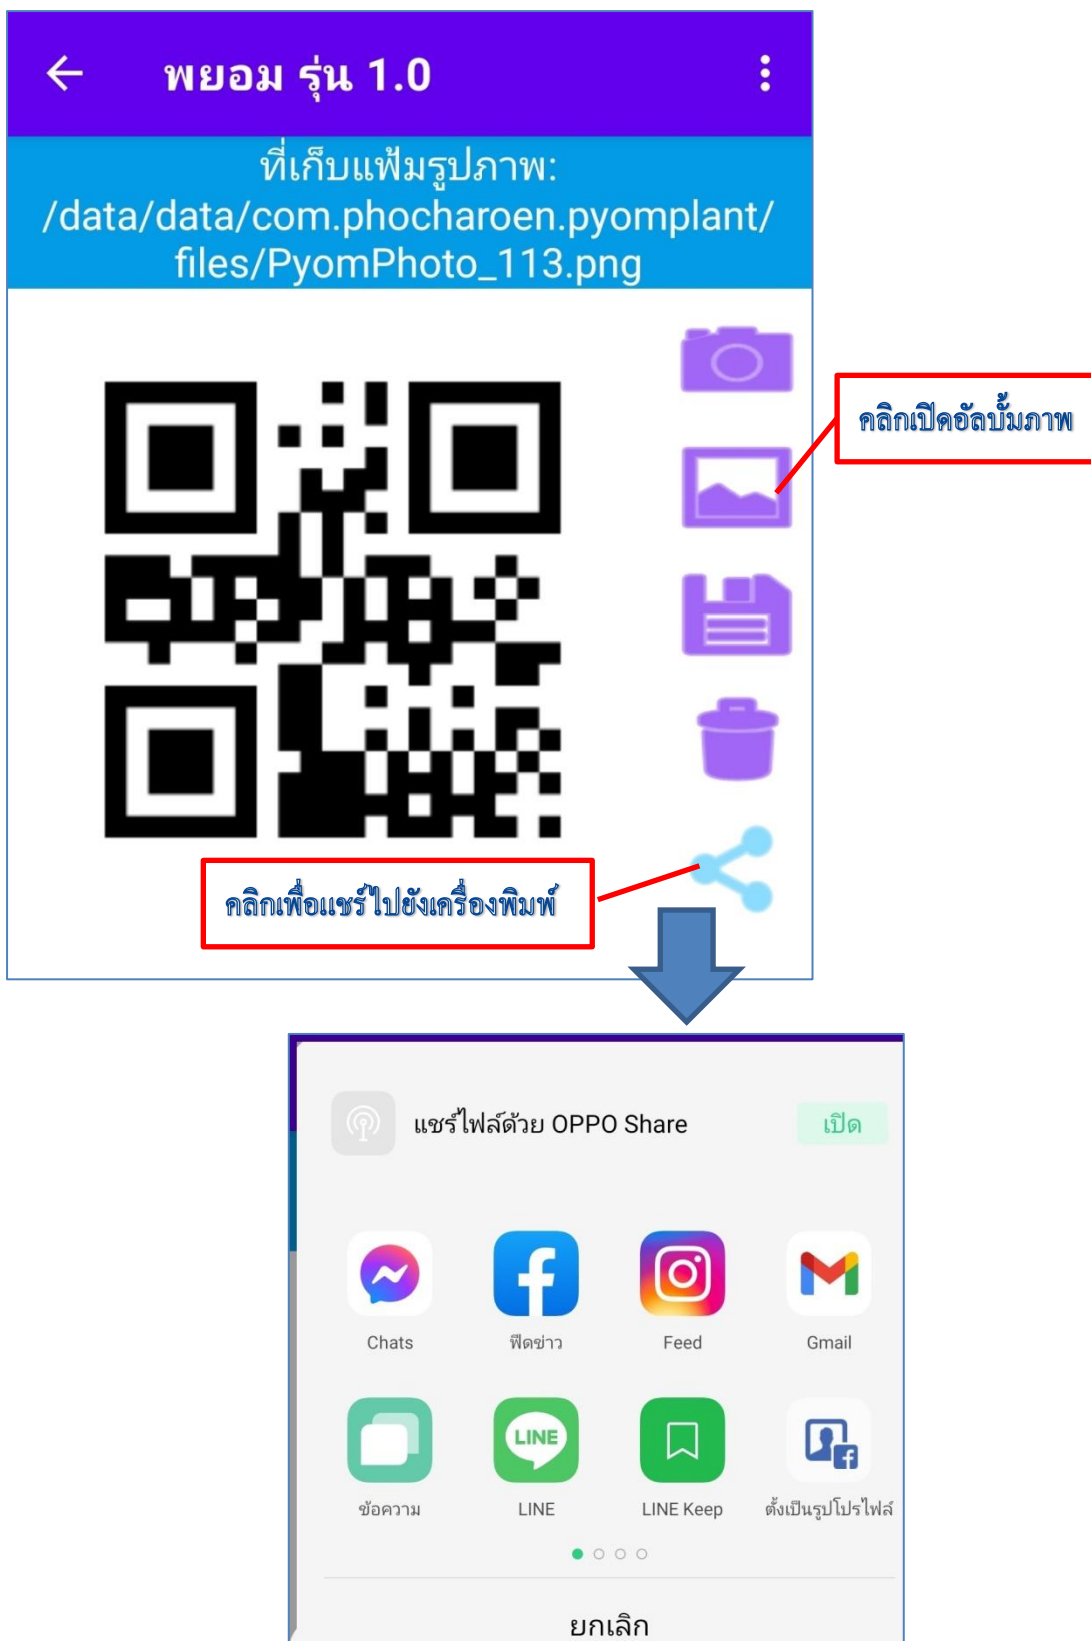 พยอม รุ่น 1.0
ที่เก็บแฟ้มรูปภาพ:
/data/data/com.phocharoen.pyomplant/
files/PyomPhoto_113.png
คลิกเปิดอัลบั้มภาพ
คลิกเพื่อแชร์ไปยังเครื่องพิมพ์
แชร์ไฟล์ด้วย OPPO Share
เปิด
Chats
ฟีดข่าว
Feed
Gmail
LINE
ข้อความ
LINE
LINE Keep
ตั้งเป็นรูปโปรไฟล์
ยกเลิก